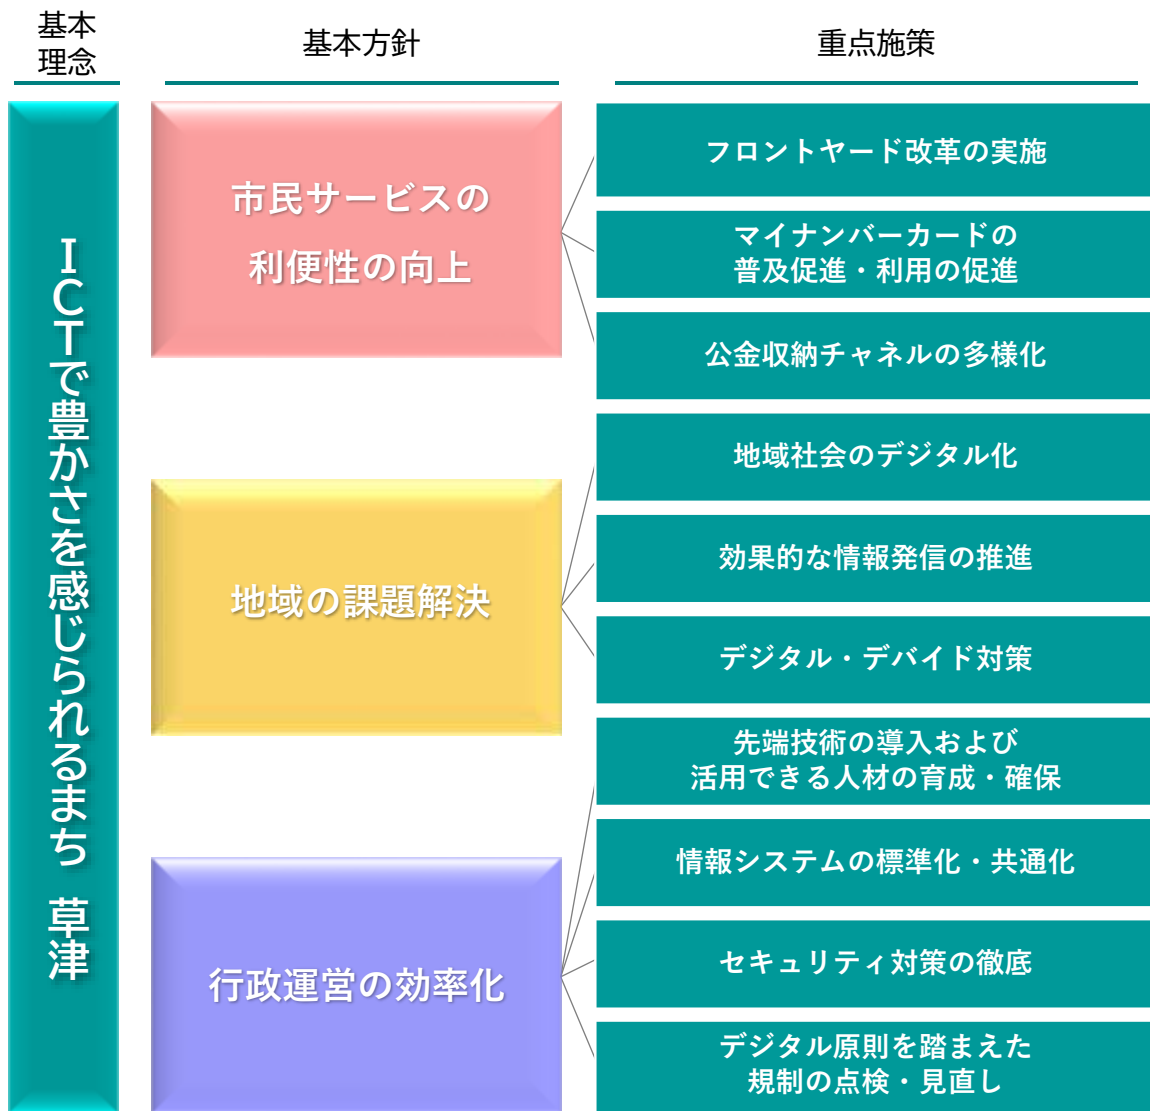 基本
理念
基本方針
重点施策
ICTで豊かさを感じられるまち 草津
市民サービスの
利便性の向上
フロントヤード改革の実施
マイナンバーカードの
普及促進・利用の促進
公金収納チャネルの多様化
地域の課題解決
地域社会のデジタル化
効果的な情報発信の推進
デジタル・デバイド対策
行政運営の効率化
先端技術の導入および
活用できる人材の育成・確保
情報システムの標準化・共通化
セキュリティ対策の徹底
デジタル原則を踏まえた
規制の点検・見直し